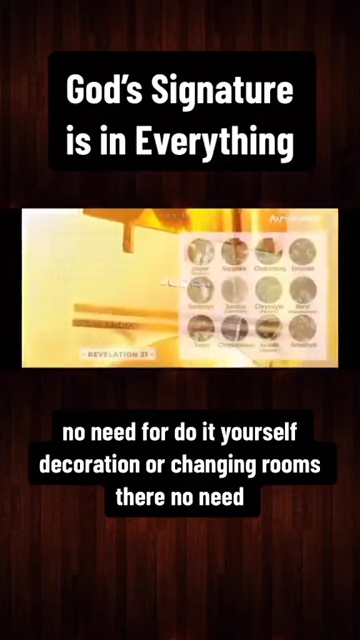 God's Signature
is in Everything
Jasper Sapphire Chalcedony Emerald
Sardonyx Sardius Chrysolyte Beryl
Topaz Chrysoprasus Jacinth Amethyst
- REVELATION 21 -
no need for do it yourself
decoration or changing rooms
there no need